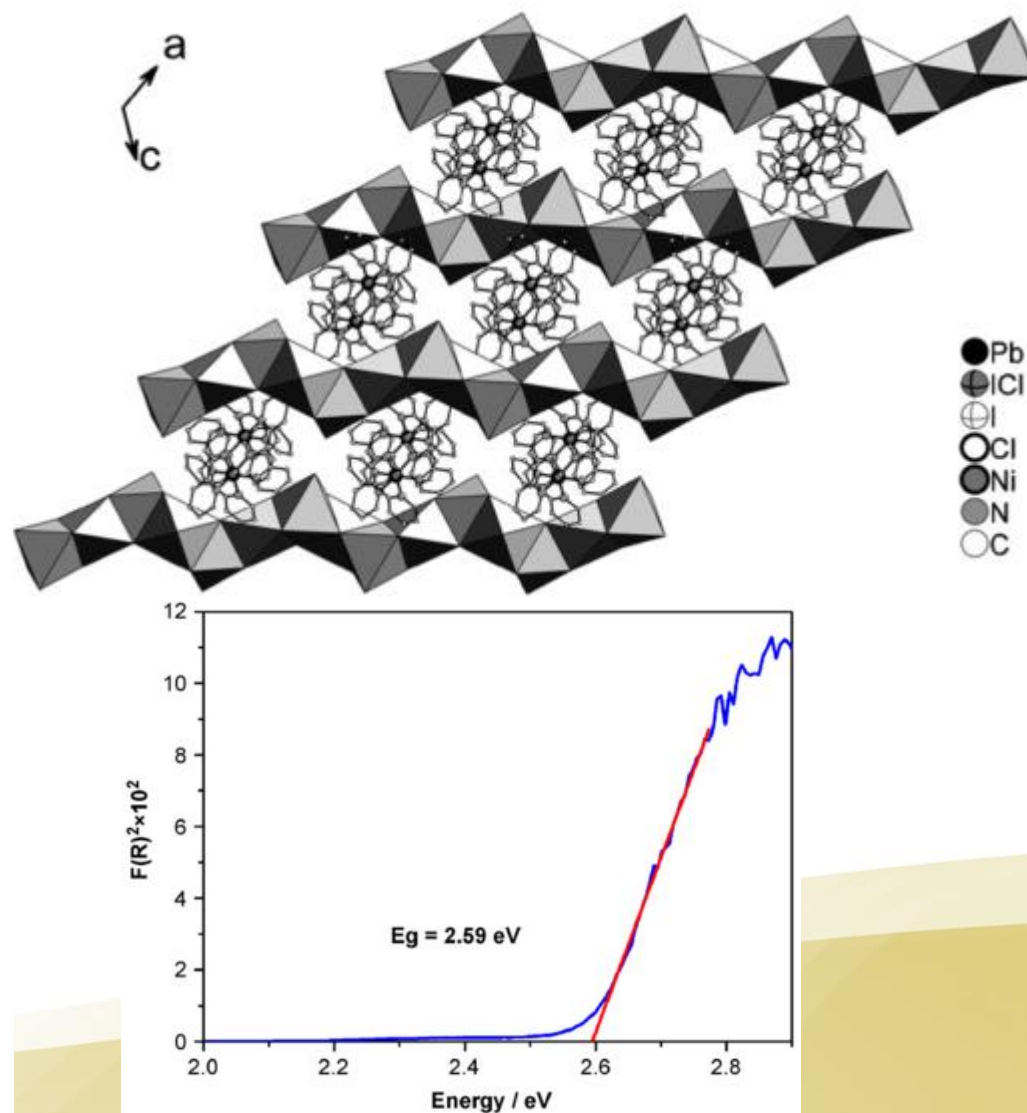 a
c
Pb
ICl
I
Cl
Ni
N
C
12
10
8
6
4
2
0
F(R)²×10²
Eg = 2.59 eV
2.0 2.2 2.4 2.6 2.8
Energy / eV